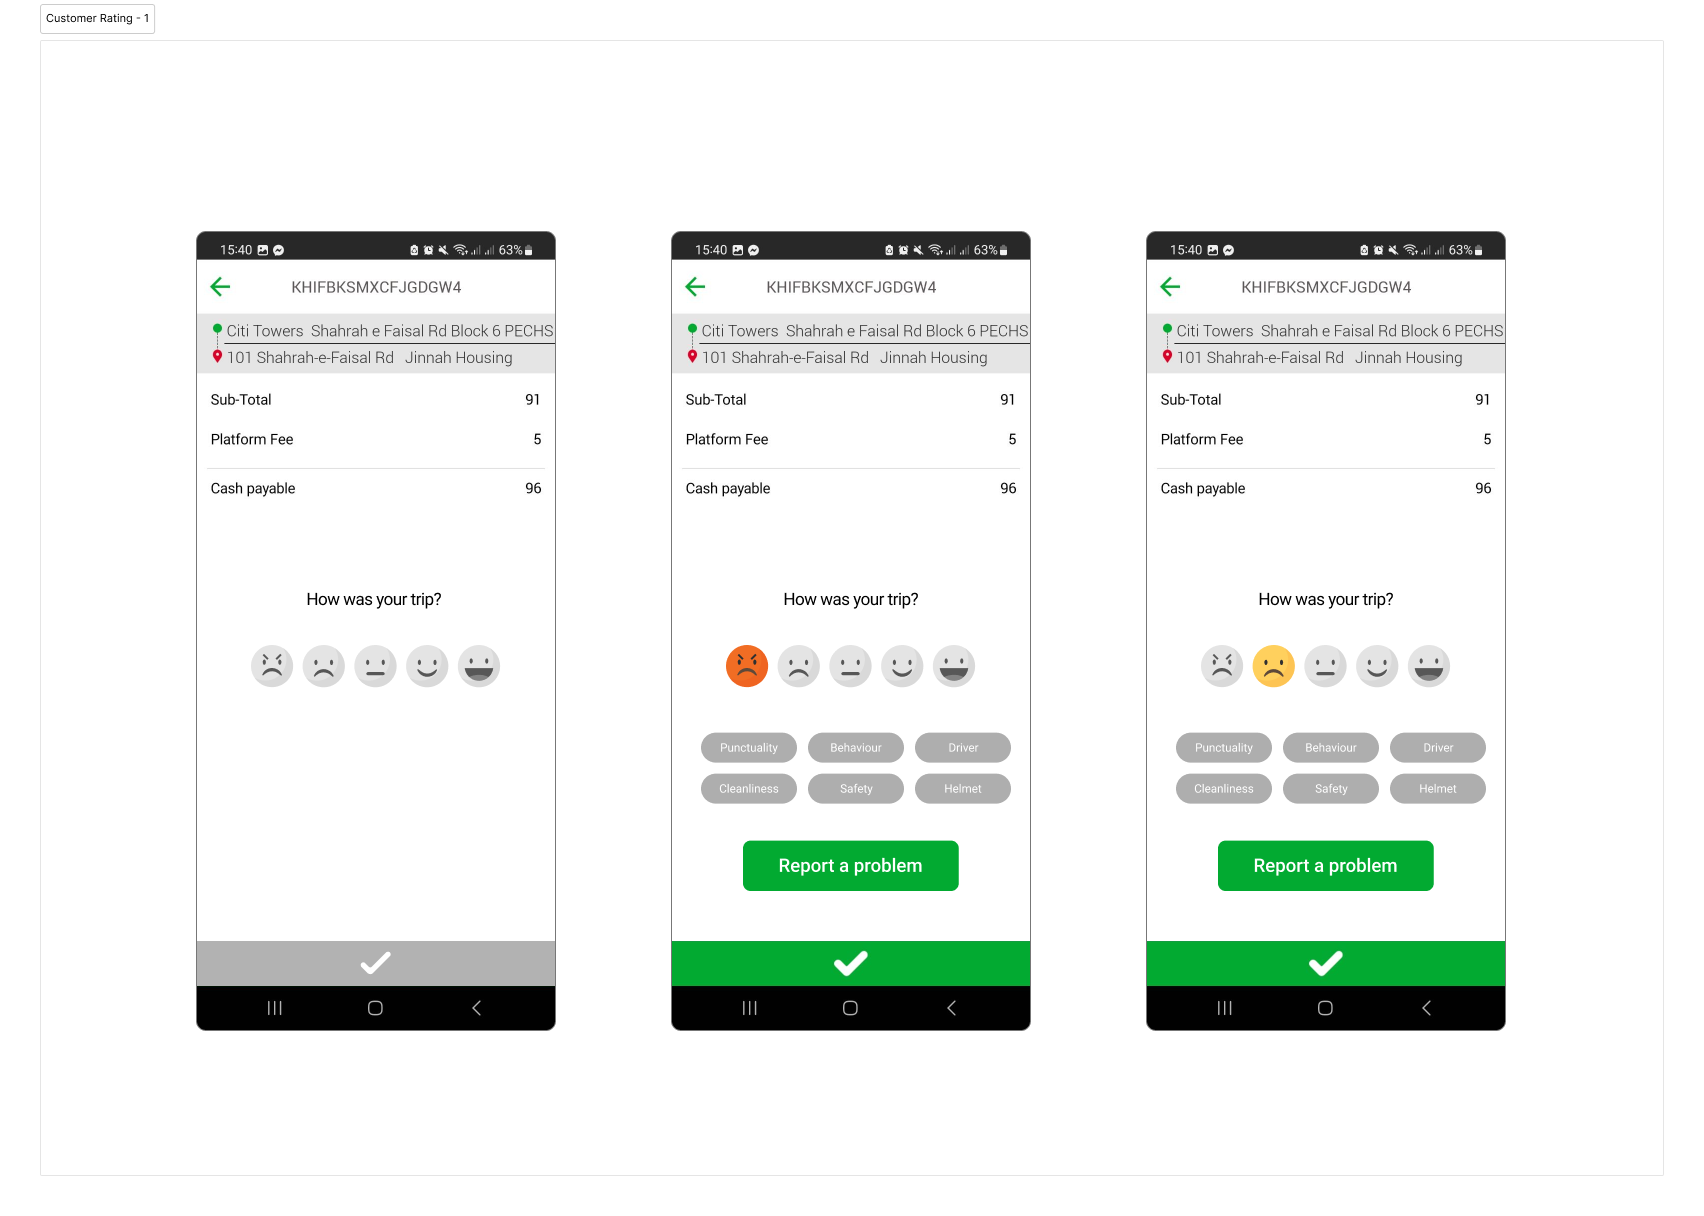 Customer Rating - 1
15:40 63%
KHIFBKSMXCFJGDGW4
Citi Towers Shahrah e Faisal Rd Block 6 PECHS
101 Shahrah-e-Faisal Rd Jinnah Housing
Sub-Total 91
Platform Fee 5
Cash payable 96
How was your trip?
15:40 63%
KHIFBKSMXCFJGDGW4
Citi Towers Shahrah e Faisal Rd Block 6 PECHS
101 Shahrah-e-Faisal Rd Jinnah Housing
Sub-Total 91
Platform Fee 5
Cash payable 96
How was your trip?
Punctuality Behaviour Driver
Cleanliness Safety Helmet
Report a problem
15:40 63%
KHIFBKSMXCFJGDGW4
Citi Towers Shahrah e Faisal Rd Block 6 PECHS
101 Shahrah-e-Faisal Rd Jinnah Housing
Sub-Total 91
Platform Fee 5
Cash payable 96
How was your trip?
Punctuality Behaviour Driver
Cleanliness Safety Helmet
Report a problem